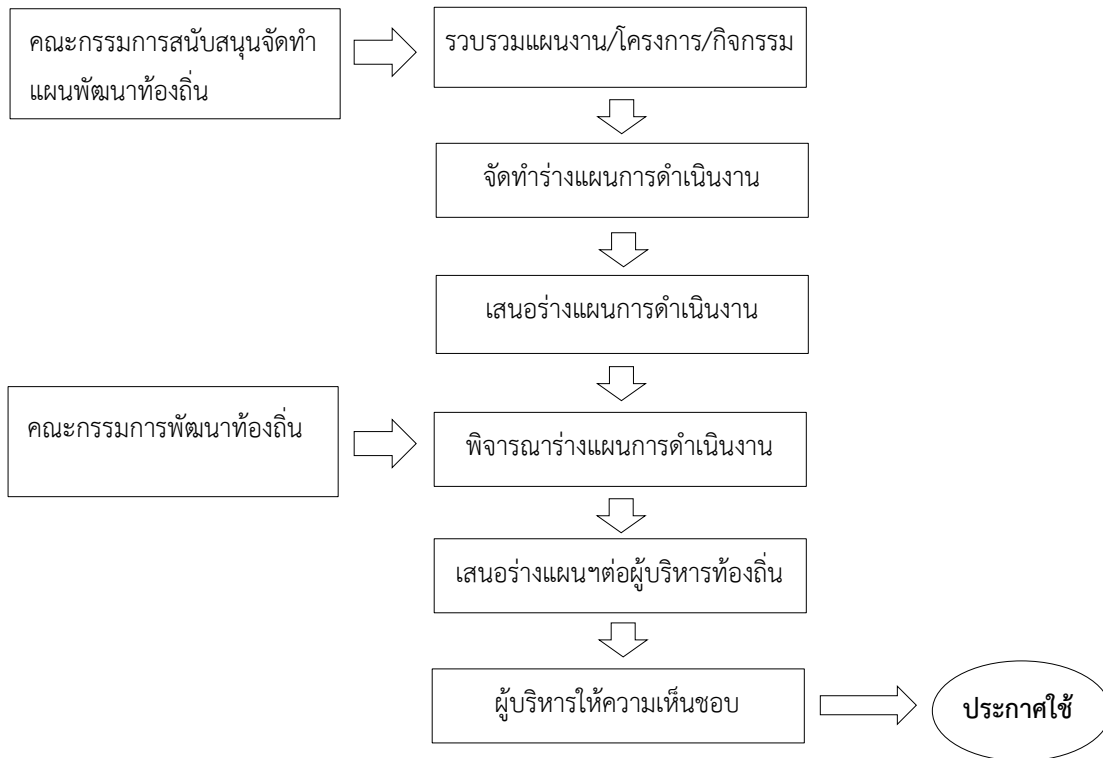 คณะกรรมการสนับสนุนจัดทำ
แผนพัฒนาท้องถิ่น
รวบรวมแผนงาน/โครงการ/กิจกรรม
จัดทำร่างแผนการดำเนินงาน
เสนอร่างแผนการดำเนินงาน
คณะกรรมการพัฒนาท้องถิ่น
พิจารณาร่างแผนการดำเนินงาน
เสนอร่างแผนฯต่อผู้บริหารท้องถิ่น
ผู้บริหารให้ความเห็นชอบ
ประกาศใช้